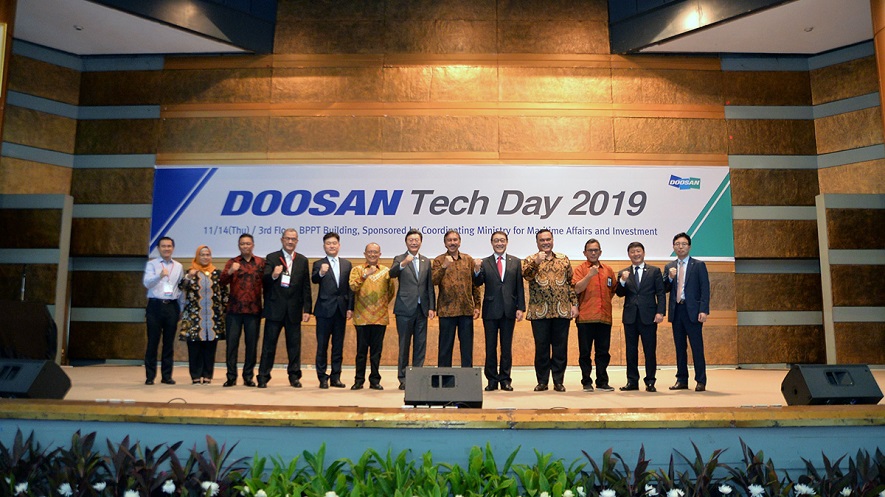 DOOSAN Tech Day 2019
DOOSAN
11/14(Thu) / 3rd Floor, BPPT Building, Sponsored by Coordinating Ministry for Maritime Affairs and Investment